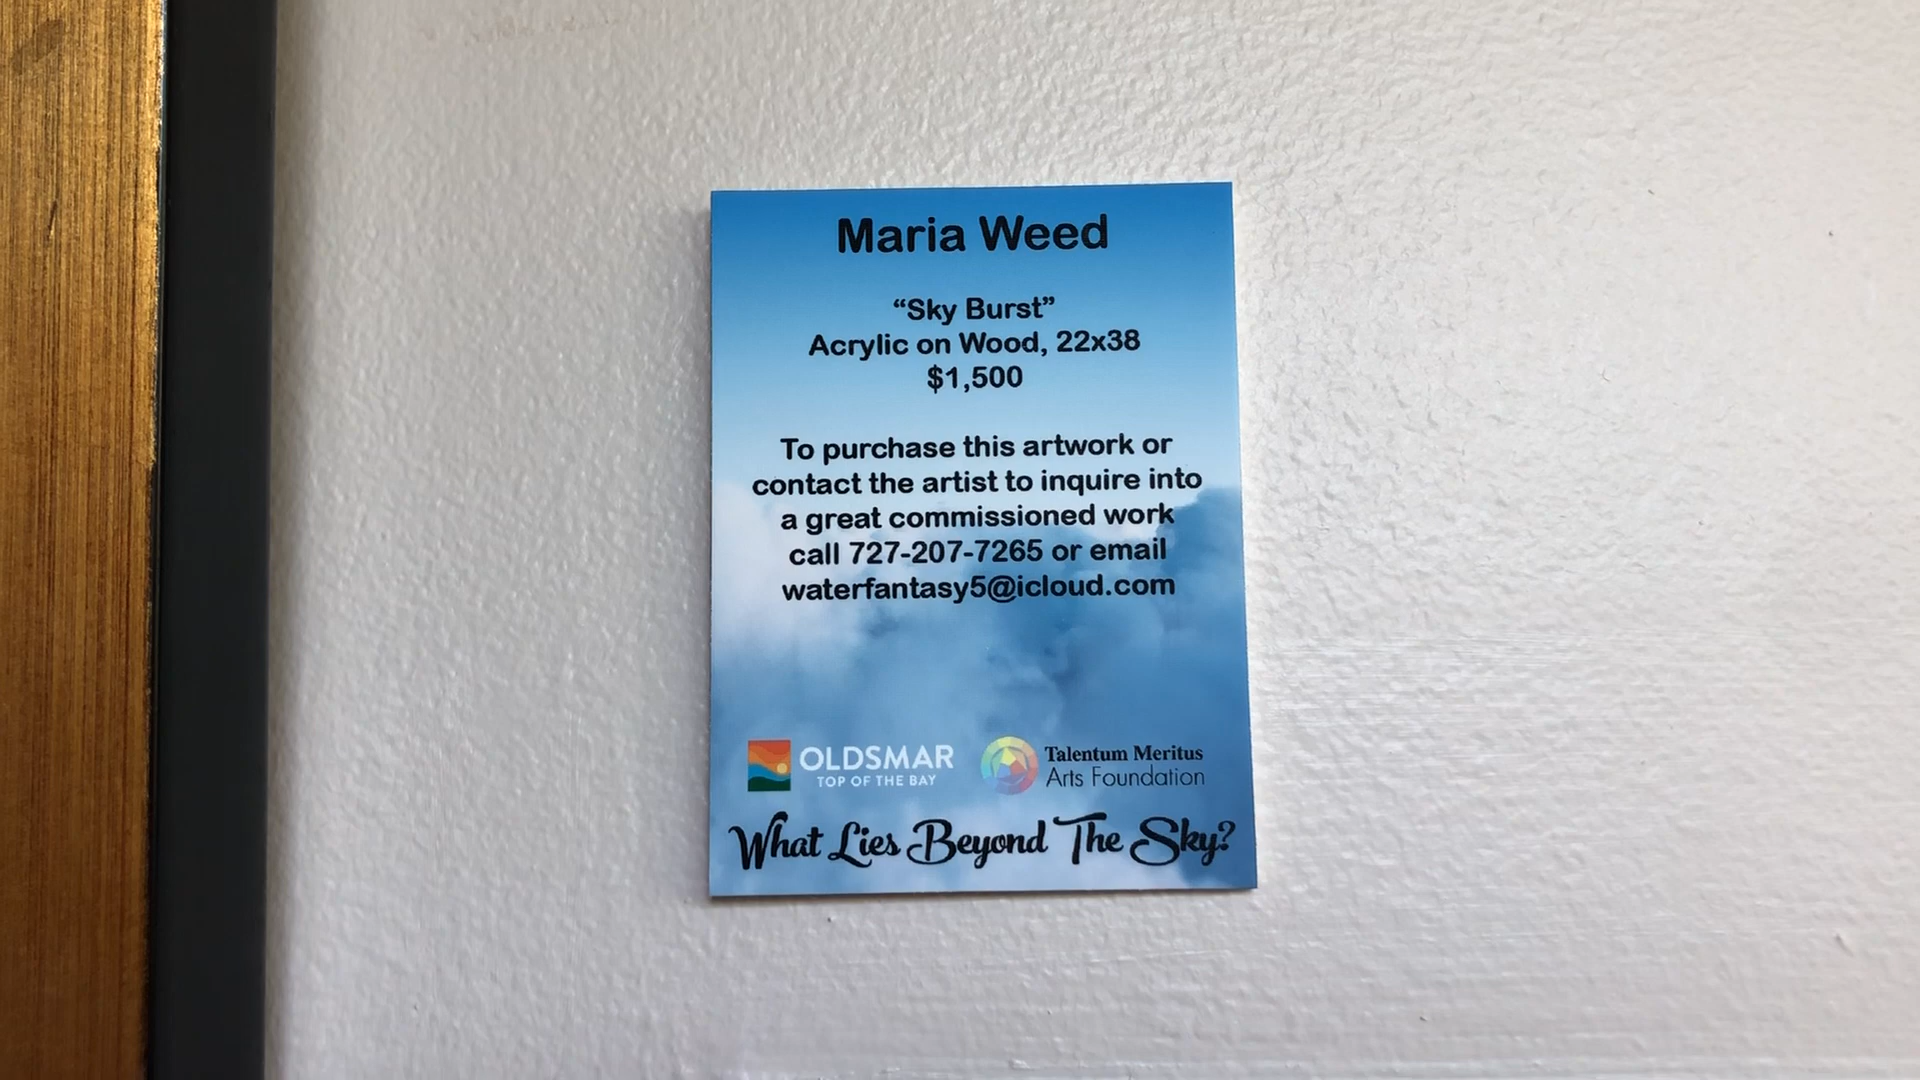 Maria Weed
“Sky Burst”
Acrylic on Wood, 22x38
$1,500
To purchase this artwork or
contact the artist to inquire into
a great commissioned work
call 727-207-7265 or email
waterfantasy5@icloud.com
OLDSMAR
TOP OF THE BAY
Talentum Meritus
Arts Foundation
What Lies Beyond The Sky?